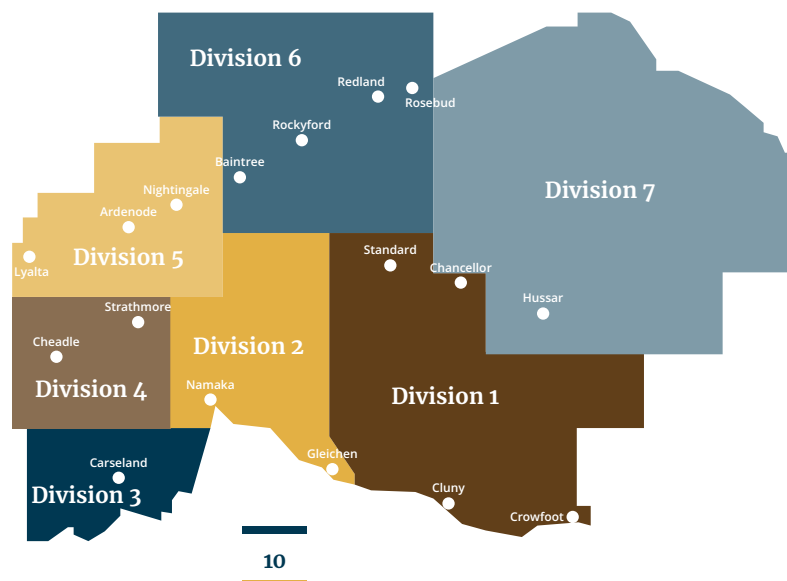 Division 6
Redland
Rosebud
Rockyford
Baintree
Division 7
Nightingale
Ardenode
Division 5
Lyalta
Standard
Chancellor
Hussar
Strathmore
Cheadle
Division 2
Division 4
Namaka
Division 1
Gleichen
Carseland
Division 3
Cluny
Crowfoot
10